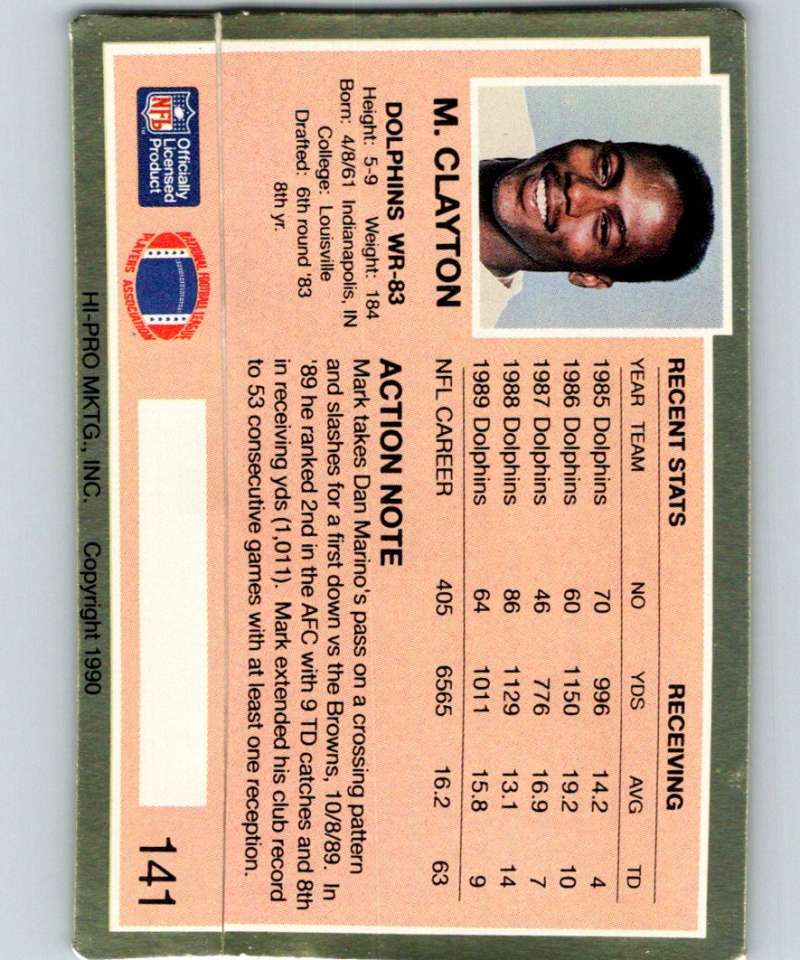 M. CLAYTON
DOLPHINS WR-83
Height: 5-9 Weight: 184
Born: 4/8/61 Indianapolis, IN
College: Louisville
Drafted: 6th round '83
8th yr.
NFL
Officially
Licensed
Product
NATIONAL FOOTBALL LEAGUE
PLAYERS ASSOCIATION
RECENT STATS RECEIVING
YEAR TEAM NO YDS AVG TD
1985 Dolphins 70 996 14.2 4
1986 Dolphins 60 1150 19.2 10
1987 Dolphins 46 776 16.9 7
1988 Dolphins 86 1129 13.1 14
1989 Dolphins 64 1011 15.8 9
NFL CAREER 405 6565 16.2 63
ACTION NOTE
Mark takes Dan Marino's pass on a crossing pattern
and slashes for a first down vs the Browns, 10/8/89. In
'89 he ranked 2nd in the AFC with 9 TD catches and 8th
in receiving yds (1,011). Mark extended his club record
to 53 consecutive games with at least one reception.
141
HI-PRO MKTG., INC. Copyright 1990